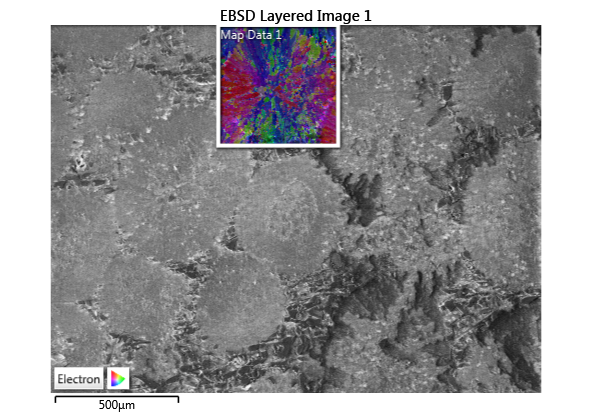 EBSD Layered Image 1
Map Data 1
Electron
500µm